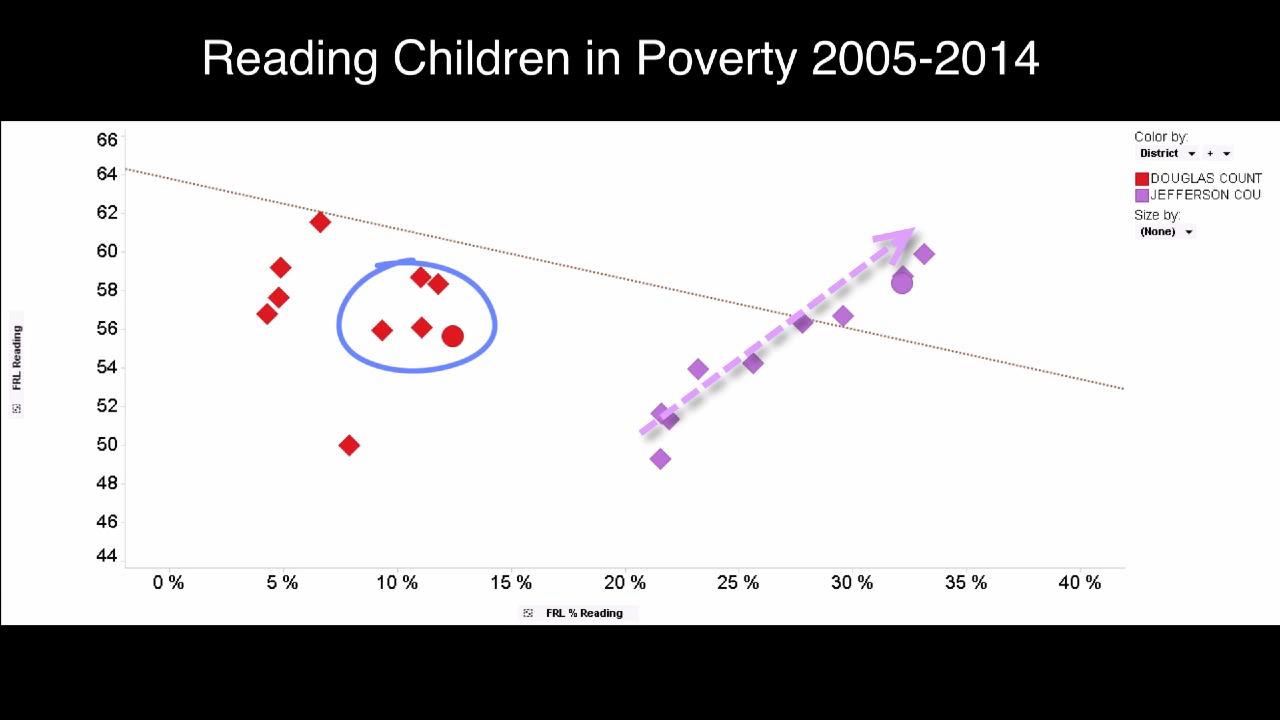 Reading Children in Poverty 2005-2014
Color by:
District
+
DOUGLAS COUNT
JEFFERSON COU
Size by:
(None)
66
64
62
60
58
56
54
52
50
48
46
44
FRL Reading
0 %
5 %
10 %
15 %
20 %
25 %
30 %
35 %
40 %
FRL % Reading